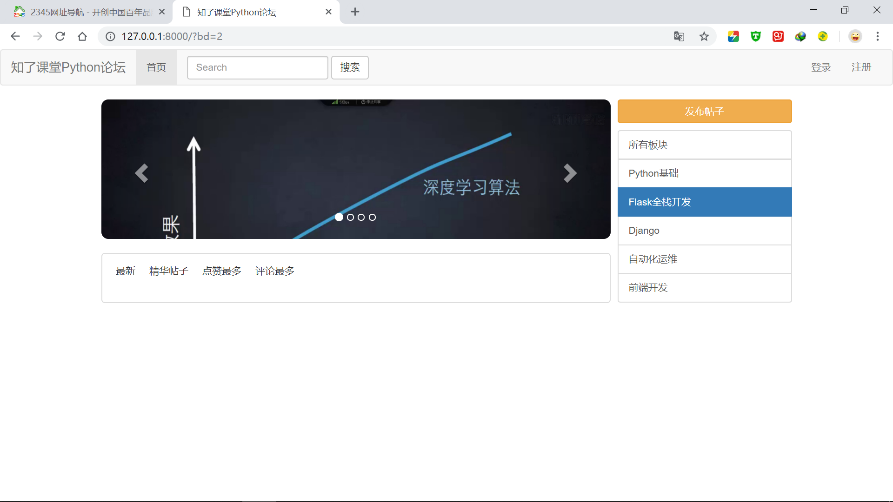 2345网址导航 - 开创中国百年品
知了课堂Python论坛
127.0.0.1:8000/?bd=2
知了课堂Python论坛
首页
Search
搜索
登录
注册
深度学习算法
发布帖子
所有板块
Python基础
Flask全栈开发
Django
自动化运维
前端开发
最新
精华帖子
点赞最多
评论最多